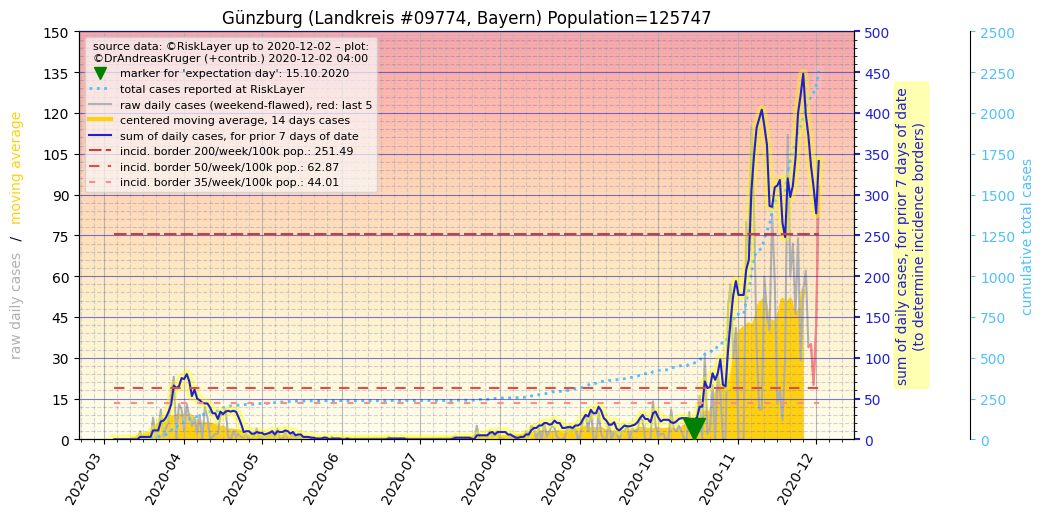 Günzburg (Landkreis #09774, Bayern) Population=125747
source data: ©RiskLayer up to 2020-12-02 – plot:
©DrAndreasKruger (+contrib.) 2020-12-02 04:00
marker for 'expectation day': 15.10.2020
total cases reported at RiskLayer
raw daily cases (weekend-flawed), red: last 5
centered moving average, 14 days cases
sum of daily cases, for prior 7 days of date
incid. border 200/week/100k pop.: 251.49
incid. border 50/week/100k pop.: 62.87
incid. border 35/week/100k pop.: 44.01
raw daily cases / moving average
150
135
120
105
90
75
60
45
30
15
0
500
450
400
350
300
250
200
150
100
50
0
sum of daily cases, for prior 7 days of date
(to determine incidence borders)
2500
2250
2000
1750
1500
1250
1000
750
500
250
0
cumulative total cases
2020-03
2020-04
2020-05
2020-06
2020-07
2020-08
2020-09
2020-10
2020-11
2020-12